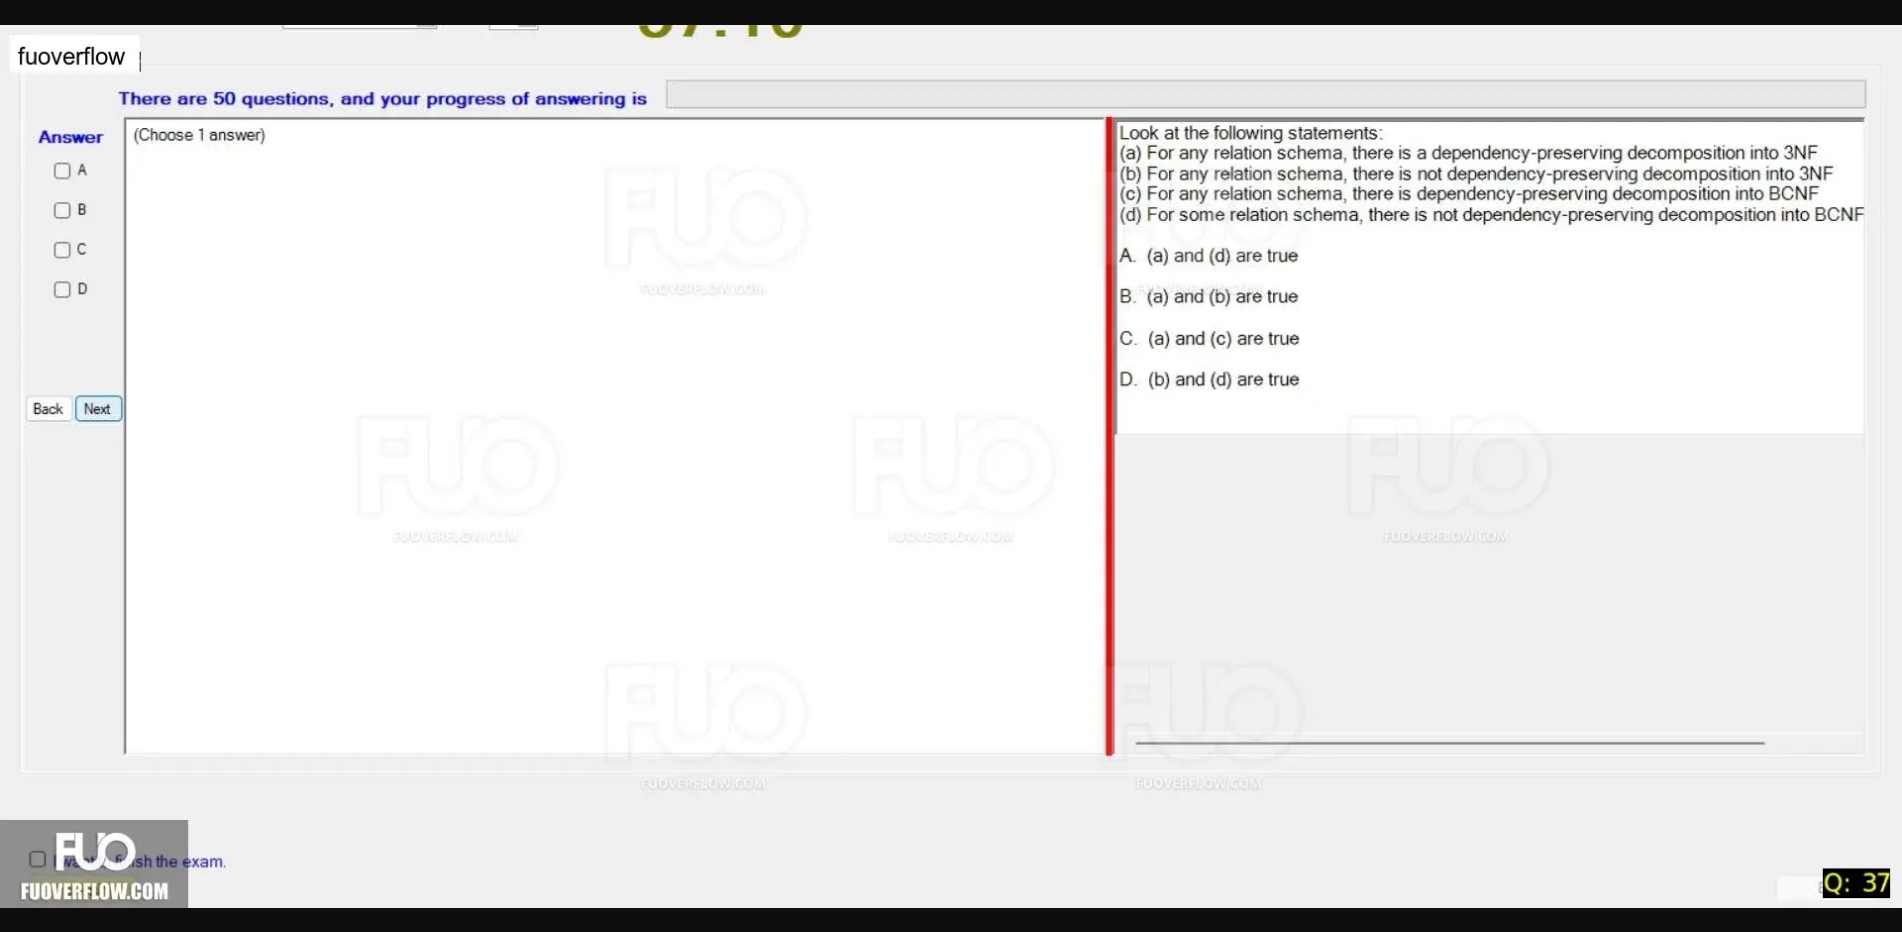 fuoverflow
There are 50 questions, and your progress of answering is
Answer
(Choose 1 answer)
A
B
C
D
Back
Next
Look at the following statements:
(a) For any relation schema, there is a dependency-preserving decomposition into 3NF
(b) For any relation schema, there is not dependency-preserving decomposition into 3NF
(c) For any relation schema, there is dependency-preserving decomposition into BCNF
(d) For some relation schema, there is not dependency-preserving decomposition into BCNF
A. (a) and (d) are true
B. (a) and (b) are true
C. (a) and (c) are true
D. (b) and (d) are true
FUO
FUOVERFLOW.COM
FUO
FUOVERFLOW.COM
FUO
FUOVERFLOW.COM
FUO
FUOVERFLOW.COM
FUO
FUOVERFLOW.COM
FUO
FUOVERFLOW.COM
FUOVERFLOW.COM
the exam.
FUO
FUOVERFLOW.COM
Q: 37